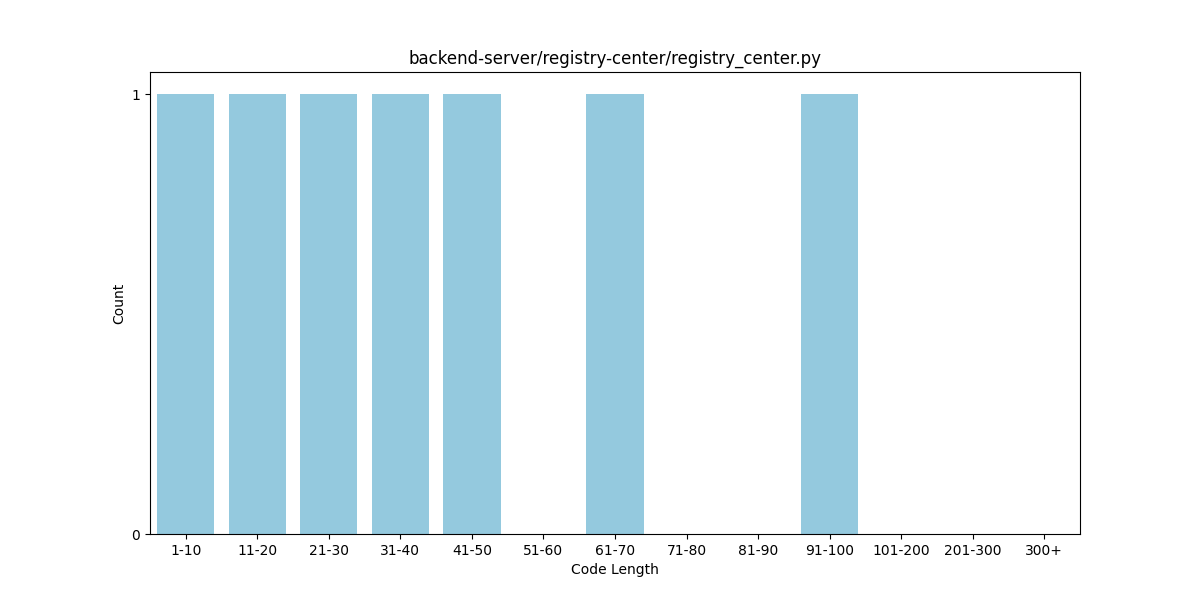 backend-server/registry-center/registry_center.py
1
0
Count
1-10 11-20 21-30 31-40 41-50 51-60 61-70 71-80 81-90 91-100 101-200 201-300 300+
Code Length